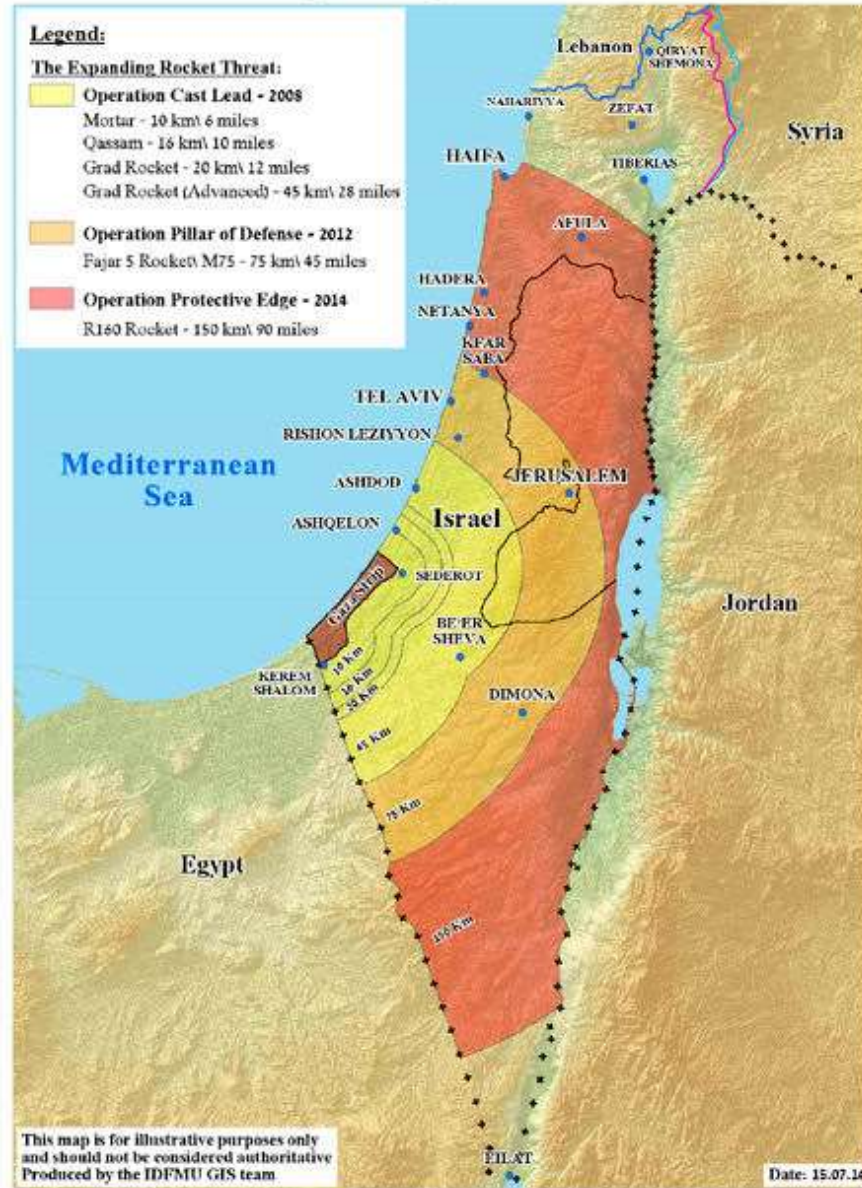 Legend:
The Expanding Rocket Threat:
Operation Cast Lead - 2008
Mortar - 10 km\ 6 miles
Qassam - 16 km\ 10 miles
Grad Rocket - 20 km\ 12 miles
Grad Rocket (Advanced) - 45 km\ 28 miles
Operation Pillar of Defense - 2012
Fajar 5 Rocket\ M75 - 75 km\ 45 miles
Operation Protective Edge - 2014
R160 Rocket - 150 km\ 90 miles
Lebanon
QIRYAT
SHEMONA
NAHARIYYA
ZEFAT
Syria
HAIFA
TIBERIAS
AFULA
HADERA
NETANYA
KFAR
SABA
TEL AVIV
RISHON LEZIYYON
Mediterranean
Sea
ASHDOD
JERUSALEM
Israel
ASHQELON
SEDEROT
Gaza Strip
Jordan
BE'ER
SHEVA
KEREM
SHALOM
10 Km
16 Km
20 Km
DIMONA
45 Km
75 Km
Egypt
150 Km
EILAT
This map is for illustrative purposes only
and should not be considered authoritative
Produced by the IDFMU GIS team
Date: 15.07.14